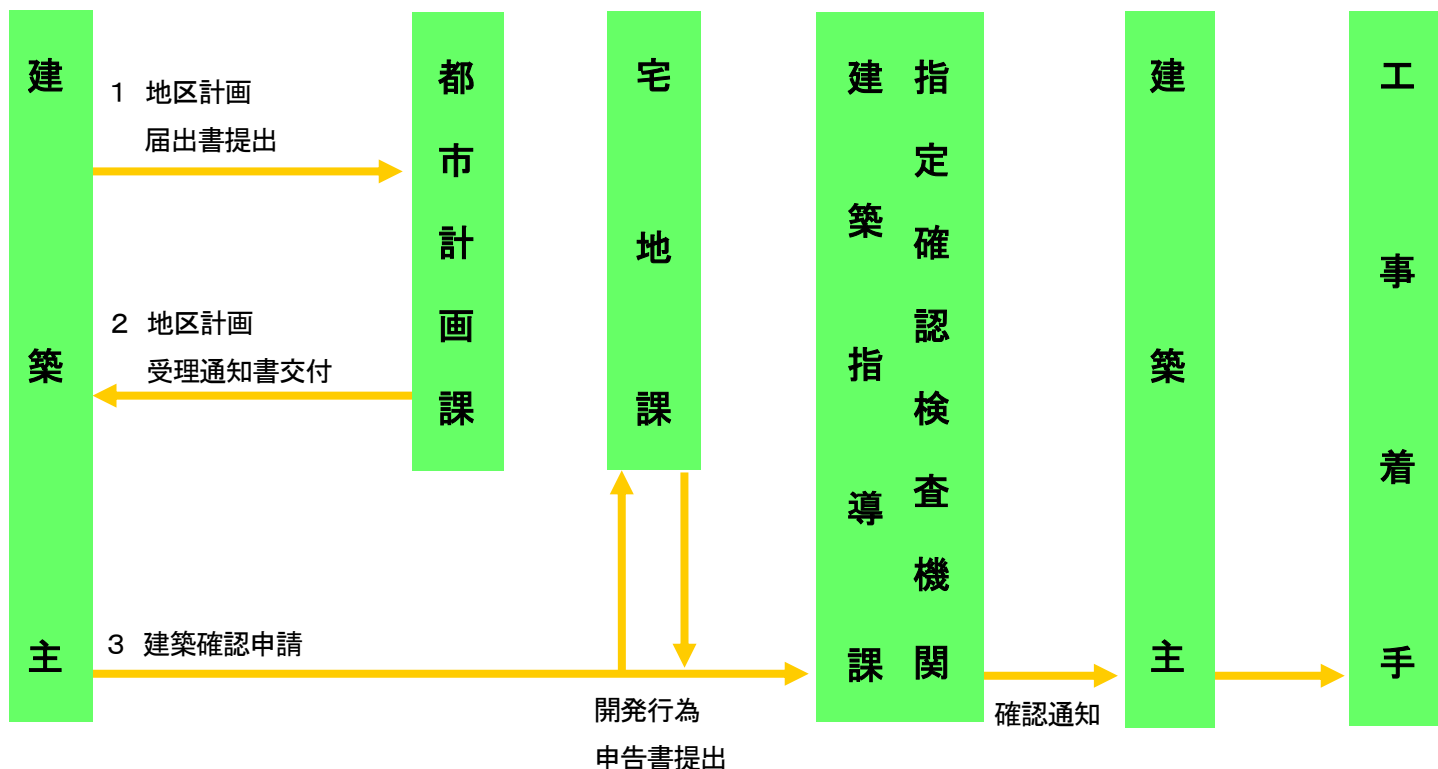 建築主
1 地区計画
届出書提出
2 地区計画
受理通知書交付
3 建築確認申請
都市計画課
宅地課
開発行為
申告書提出
指定確認検査機関
建築指導課
確認通知
建築主
工事着手